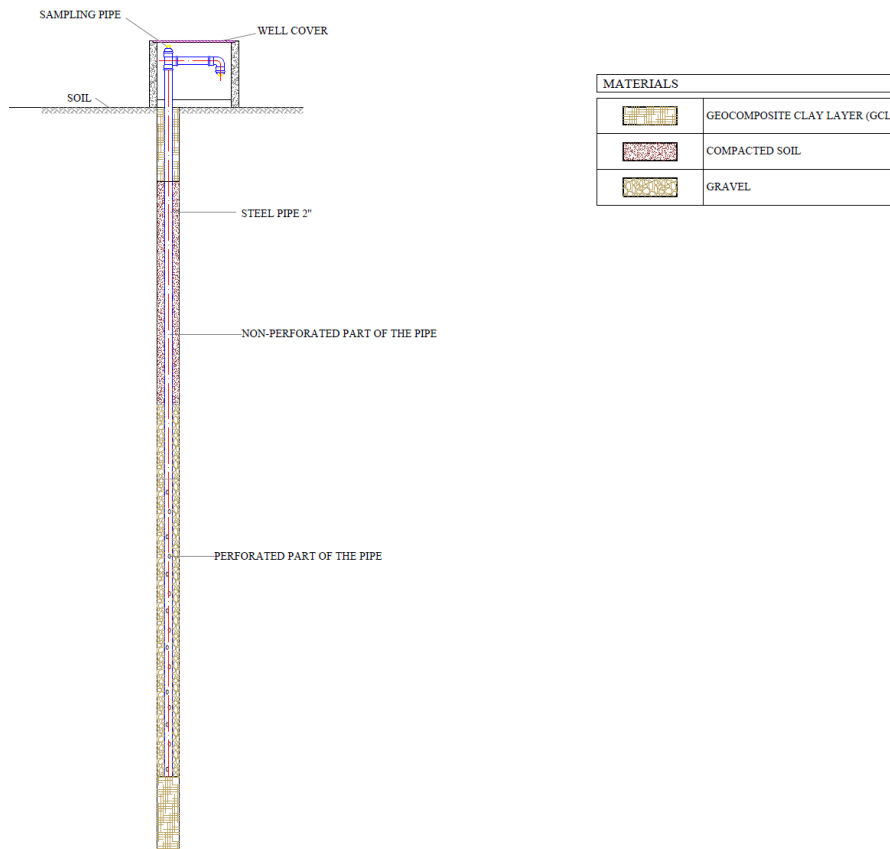 SAMPLING PIPE
WELL COVER
SOIL
STEEL PIPE 2"
NON-PERFORATED PART OF THE PIPE
PERFORATED PART OF THE PIPE
MATERIALS
GEOCOMPOSITE CLAY LAYER (GCL
COMPACTED SOIL
GRAVEL